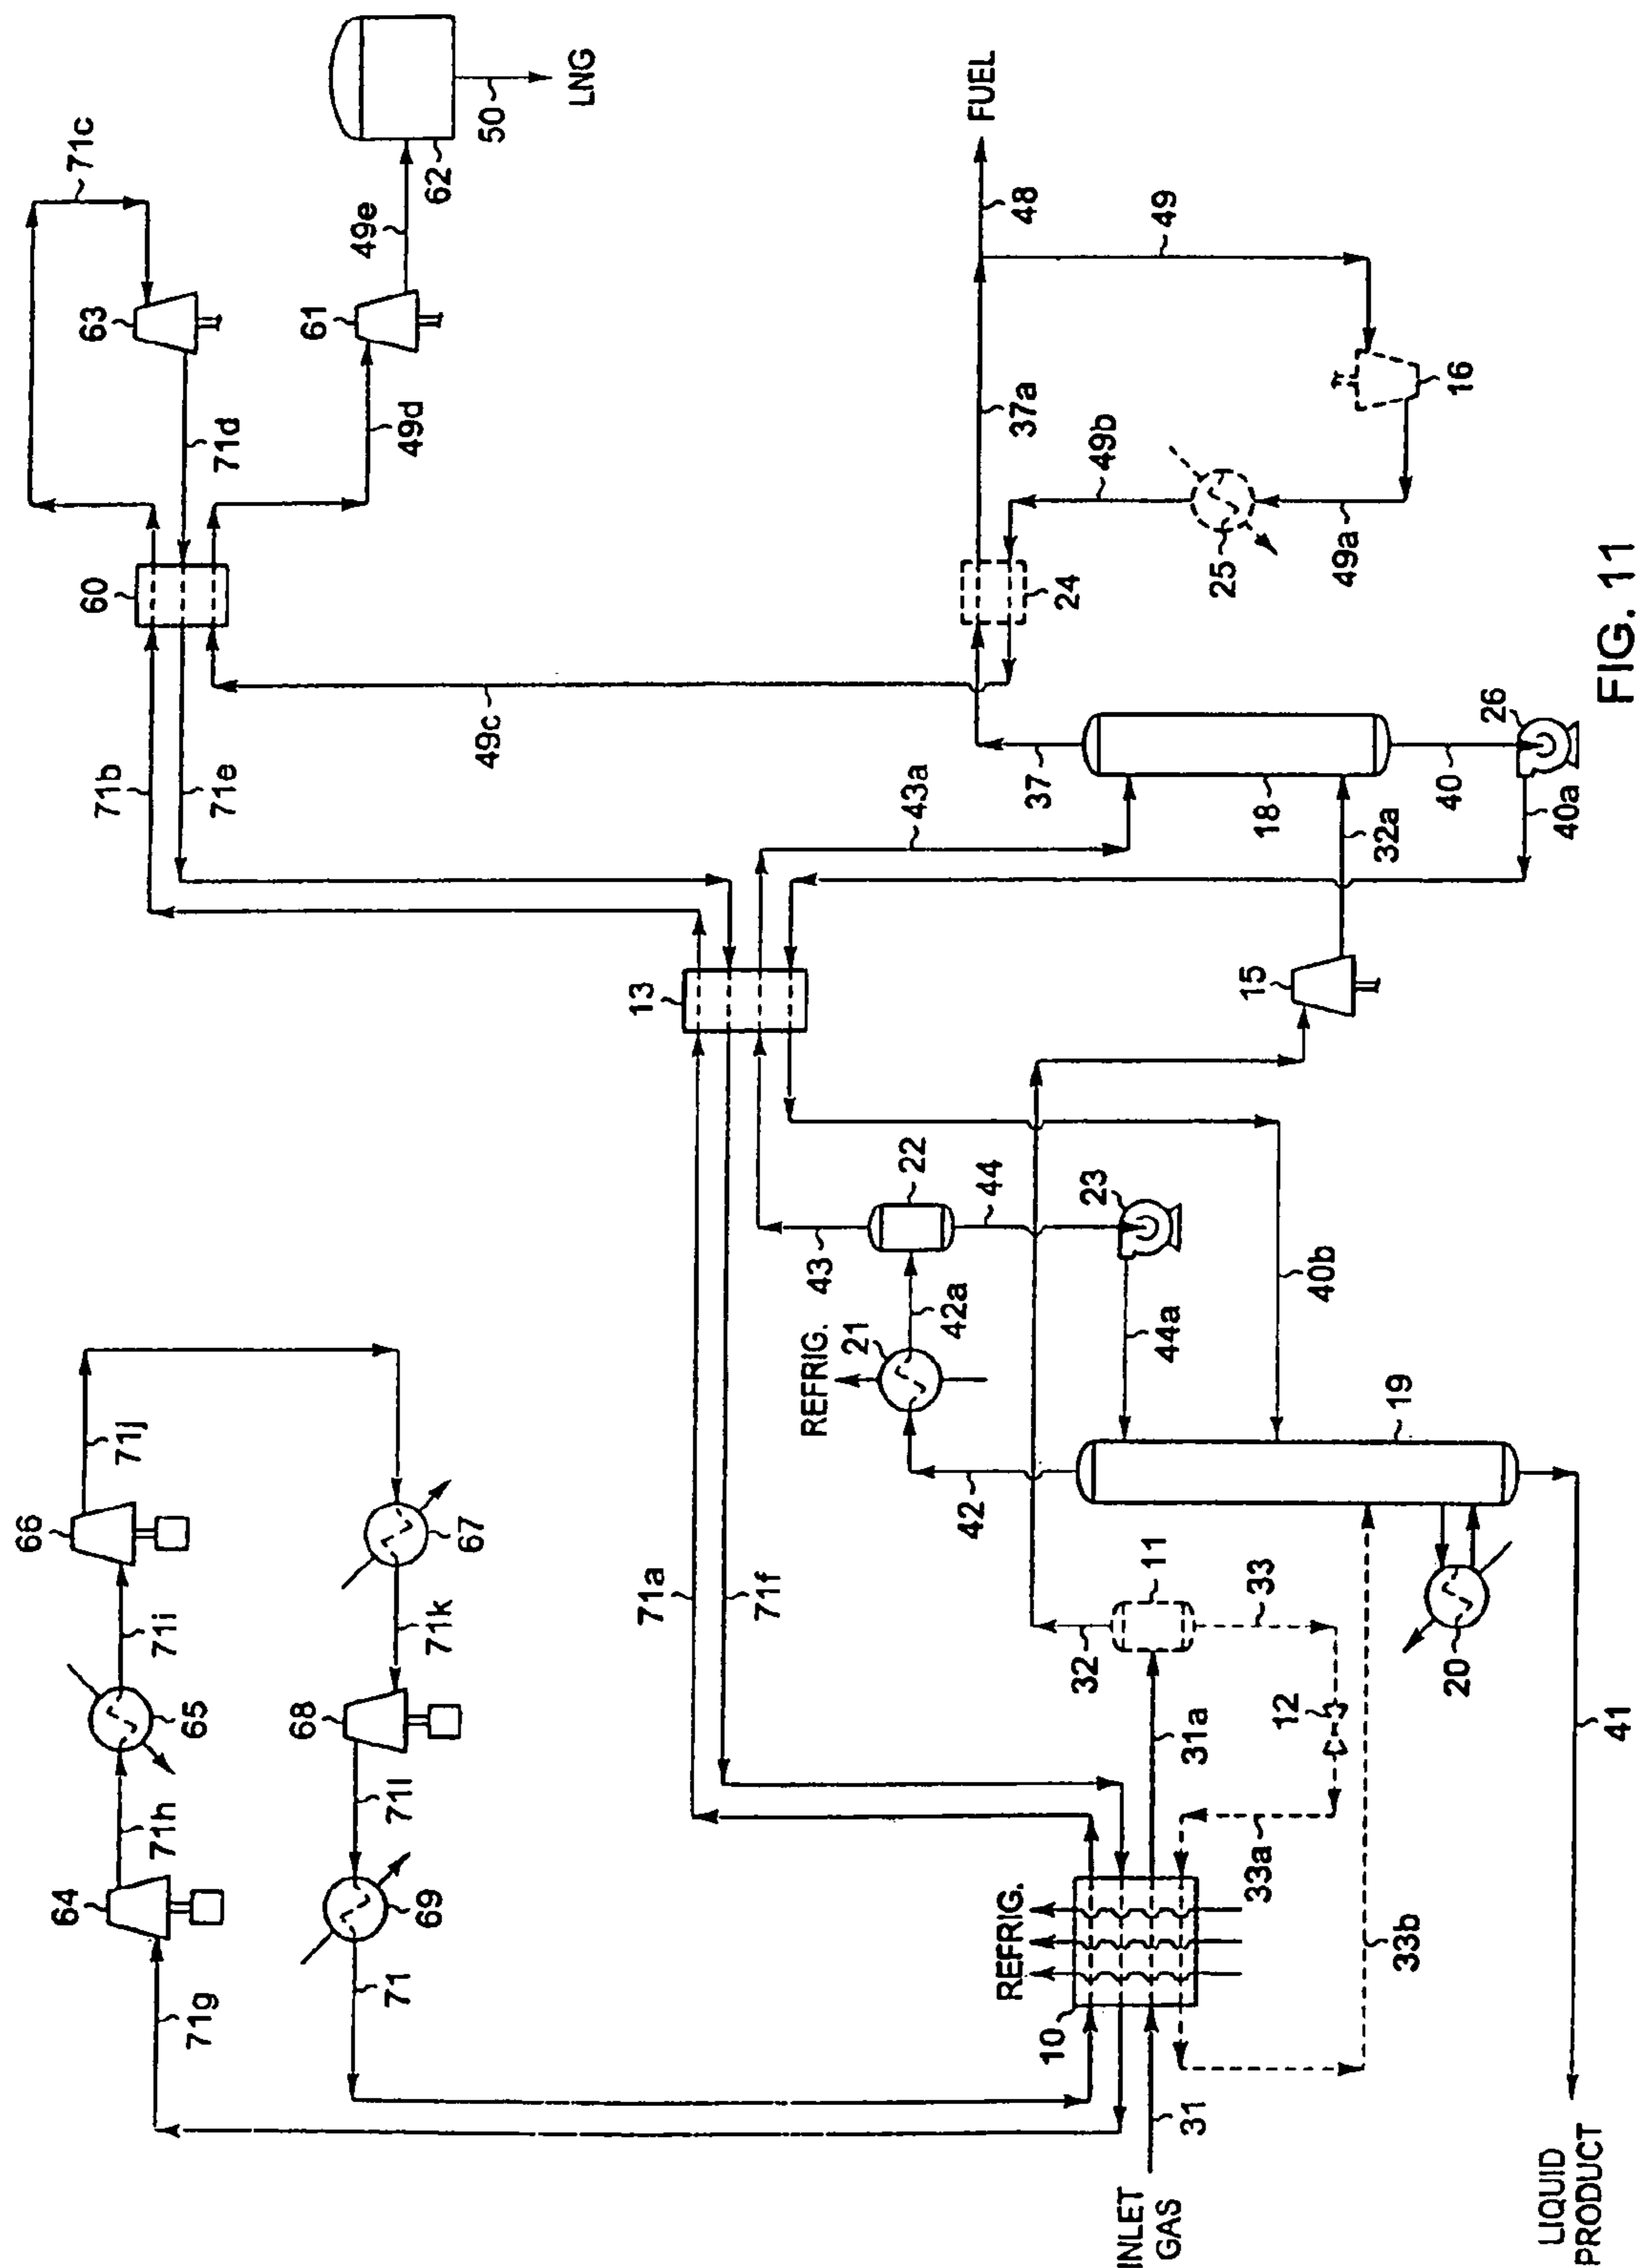 71c
63
71d
60
61
49e
62
50
LNG
49d
71b
71e
49c
FUEL
48
49
37a
49b
24
25
16
49a
37
18
32a
26
40
40a
43a
13
15
22
43
44
23
42a
21
REFRIG.
44a
40b
19
42
71a
71f
11
32
33
31a
12
20
41
33a
33b
REFRIG.
10
31
INLET
GAS
LIQUID
PRODUCT
66
71j
71i
67
65
71k
68
71h
71l
64
69
71g
71
FIG. 11